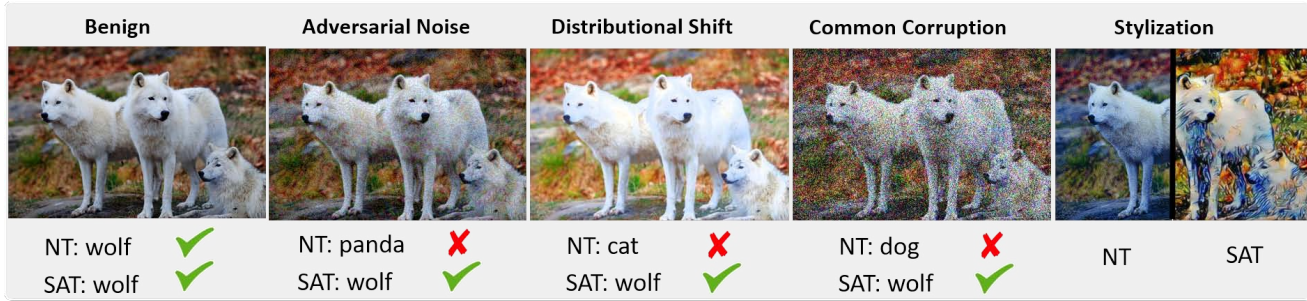 Benign
Adversarial Noise
Distributional Shift
Common Corruption
Stylization
NT: wolf
SAT: wolf
NT: panda
SAT: wolf
NT: cat
SAT: wolf
NT: dog
SAT: wolf
NT
SAT